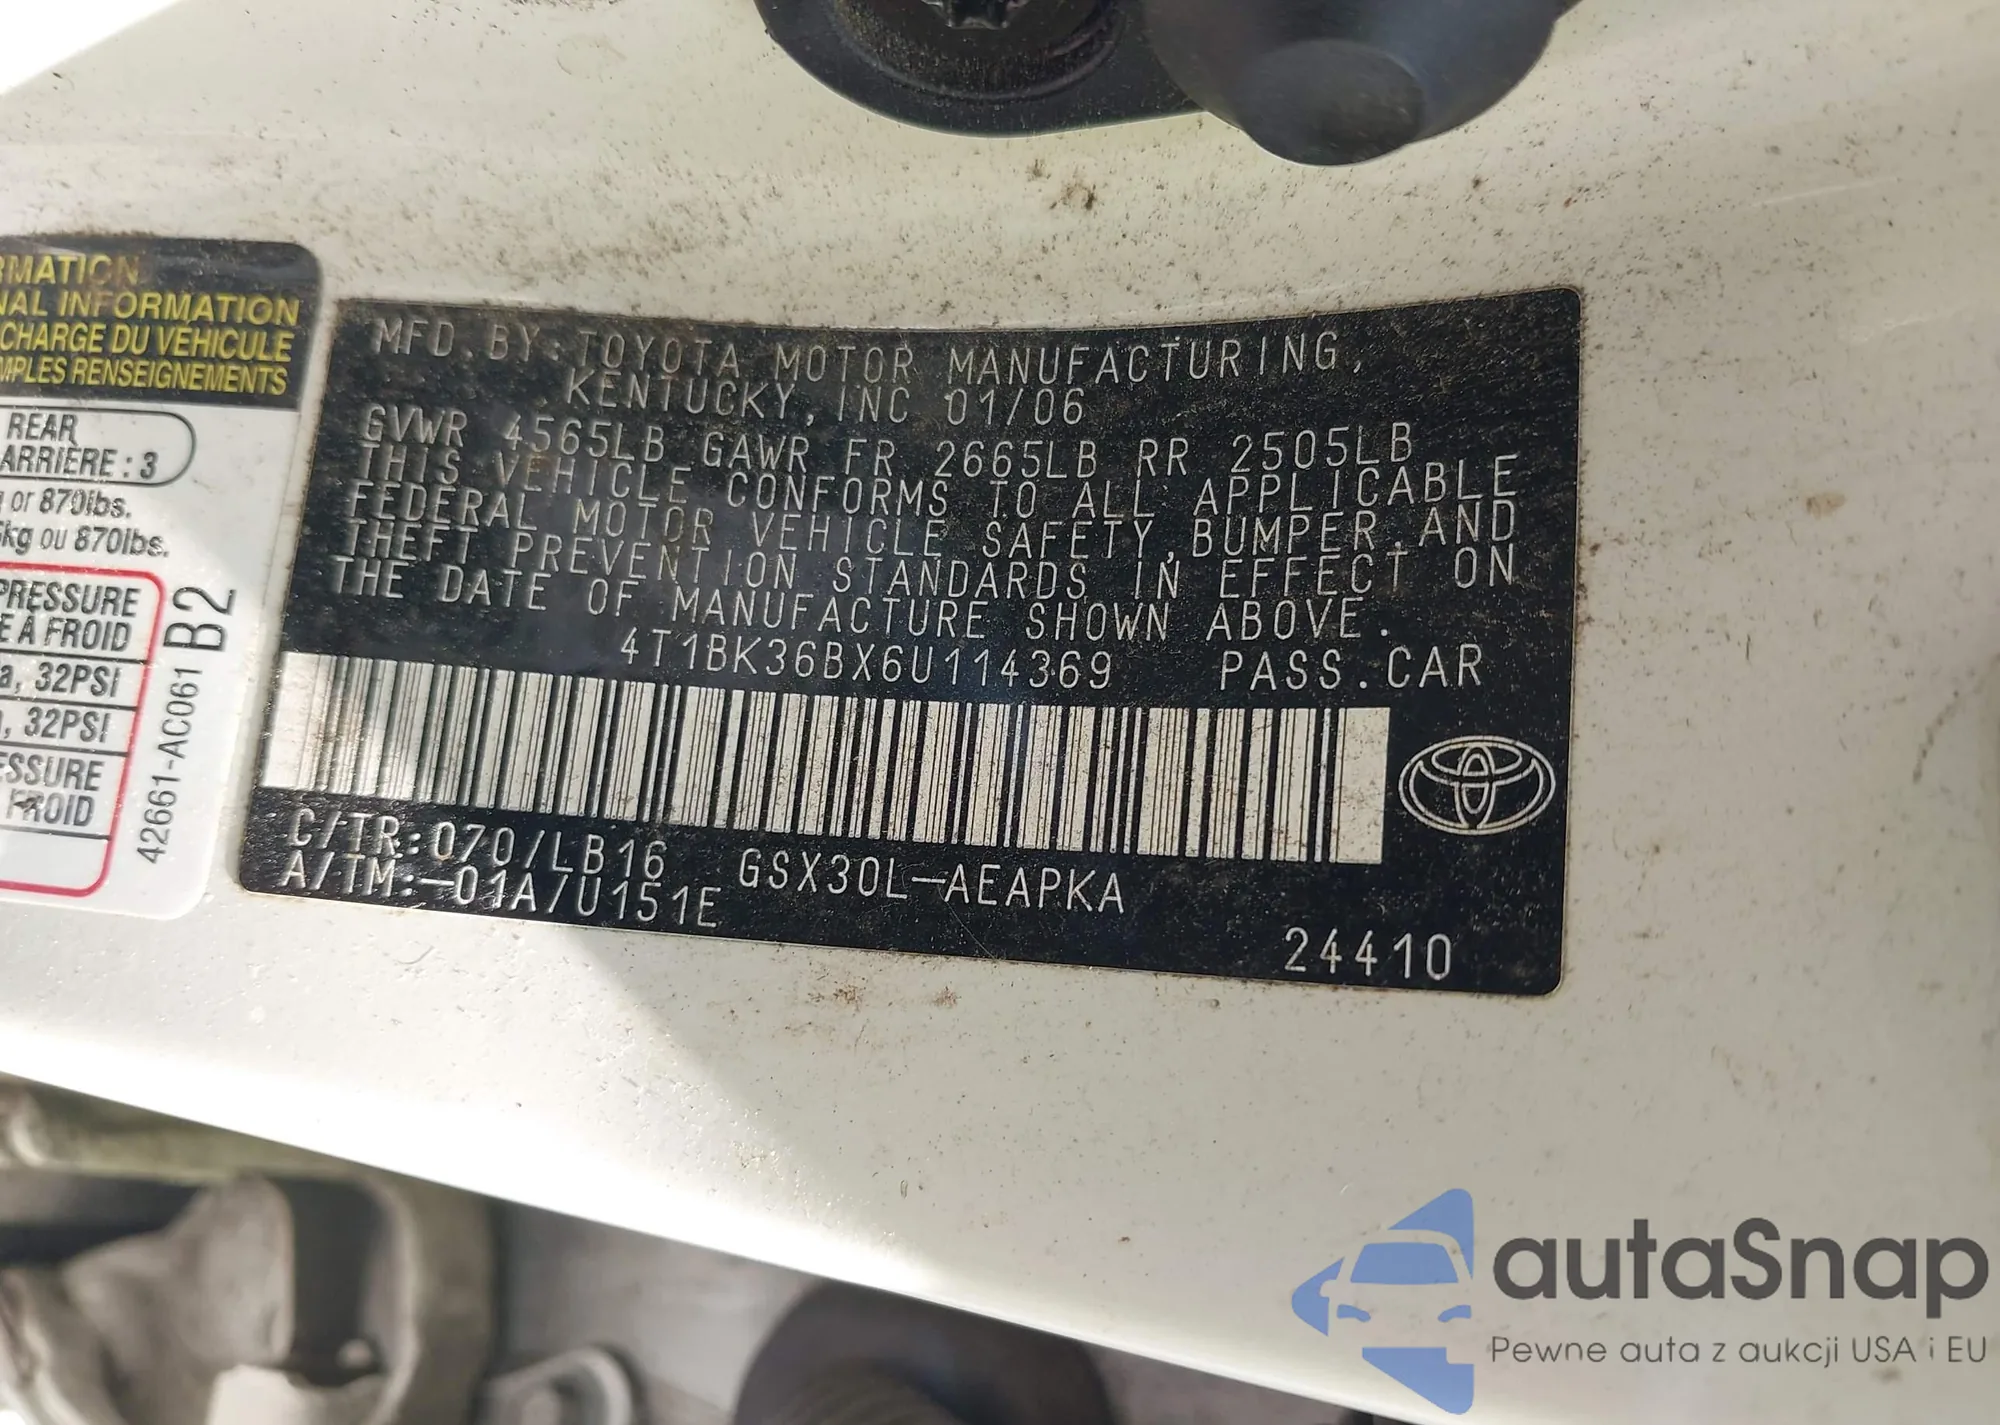 RMATION
NAL INFORMATION
CHARGE DU VÉHICULE
MPLES RENSEIGNEMENTS
REAR
ARRIÈRE : 3
g or 870lbs.
kg ou 870lbs.
PRESSURE
E À FROID
a, 32PSI
, 32PSI
ESSURE
FROID
42661-AC061 B2
MFD. BY: TOYOTA MOTOR MANUFACTURING,
KENTUCKY, INC 01/06
GVWR 4565LB GAWR FR 2665LB RR 2505LB
THIS VEHICLE CONFORMS TO ALL APPLICABLE
FEDERAL MOTOR VEHICLE SAFETY, BUMPER, AND
THEFT PREVENTION STANDARDS IN EFFECT ON
THE DATE OF MANUFACTURE SHOWN ABOVE.
4T1BK36BX6U114369 PASS. CAR
C/TR:070/LB16 GSX30L-AEAPKA
A/TM:-01A/U151E
24410
autaSnap
Pewne auta z aukcji USA i EU